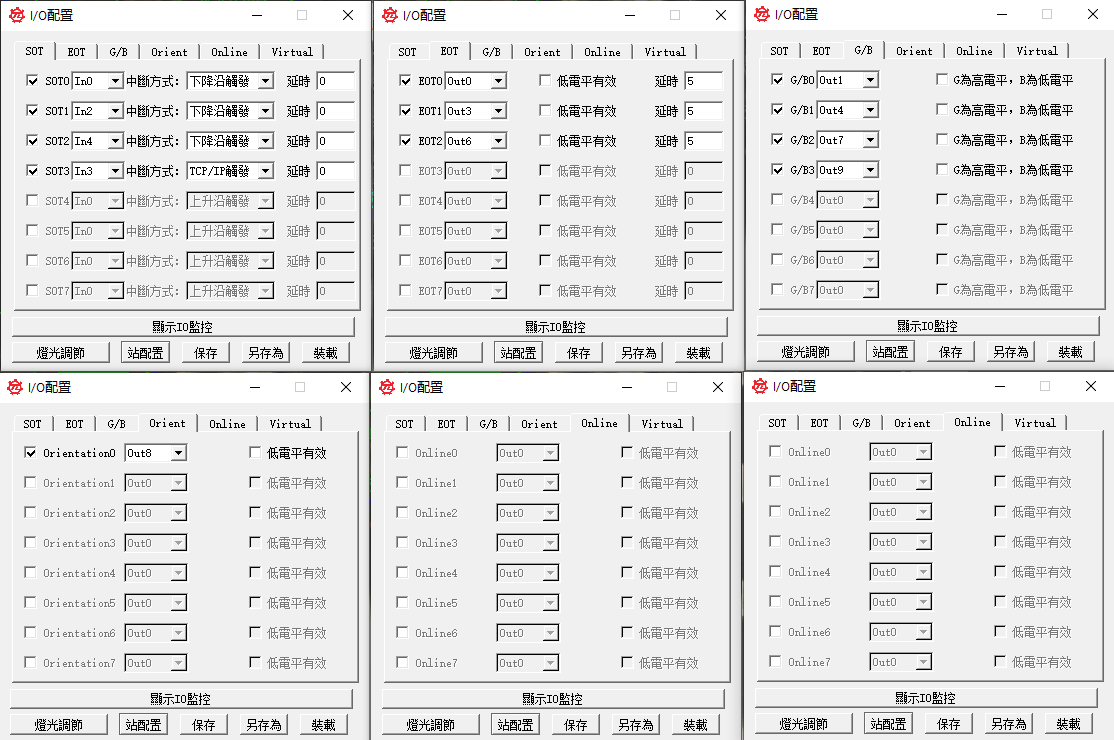 I/O配置
SOT EOT G/B Orient Online Virtual
SOT0 In0 中斷方式: 下降沿觸發 延時 0
SOT1 In2 中斷方式: 下降沿觸發 延時 0
SOT2 In4 中斷方式: 下降沿觸發 延時 0
SOT3 In3 中斷方式: TCP/IP觸發 延時 0
SOT4 In0 中斷方式: 上升沿觸發 延時 0
SOT5 In0 中斷方式: 上升沿觸發 延時 0
SOT6 In0 中斷方式: 上升沿觸發 延時 0
SOT7 In0 中斷方式: 上升沿觸發 延時 0
顯示IO監控
燈光調節 站配置 保存 另存為 裝載
I/O配置
SOT EOT G/B Orient Online Virtual
EOT0 Out0 低電平有效 延時 5
EOT1 Out3 低電平有效 延時 5
EOT2 Out6 低電平有效 延時 5
EOT3 Out0 低電平有效 延時 0
EOT4 Out0 低電平有效 延時 0
EOT5 Out0 低電平有效 延時 0
EOT6 Out0 低電平有效 延時 0
EOT7 Out0 低電平有效 延時 0
顯示IO監控
燈光調節 站配置 保存 另存為 裝載
I/O配置
SOT EOT G/B Orient Online Virtual
G/B0 Out1 G為高電平，B為低電平
G/B1 Out4 G為高電平，B為低電平
G/B2 Out7 G為高電平，B為低電平
G/B3 Out9 G為高電平，B為低電平
G/B4 Out0 G為高電平，B為低電平
G/B5 Out0 G為高電平，B為低電平
G/B6 Out0 G為高電平，B為低電平
G/B7 Out0 G為高電平，B為低電平
顯示IO監控
燈光調節 站配置 保存 另存為 裝載
I/O配置
SOT EOT G/B Orient Online Virtual
Orientation0 Out8 低電平有效
Orientation1 Out0 低電平有效
Orientation2 Out0 低電平有效
Orientation3 Out0 低電平有效
Orientation4 Out0 低電平有效
Orientation5 Out0 低電平有效
Orientation6 Out0 低電平有效
Orientation7 Out0 低電平有效
顯示IO監控
燈光調節 站配置 保存 另存為 裝載
I/O配置
SOT EOT G/B Orient Online Virtual
Online0 Out0 低電平有效
Online1 Out0 低電平有效
Online2 Out0 低電平有效
Online3 Out0 低電平有效
Online4 Out0 低電平有效
Online5 Out0 低電平有效
Online6 Out0 低電平有效
Online7 Out0 低電平有效
顯示IO監控
燈光調節 站配置 保存 另存為 裝載
I/O配置
SOT EOT G/B Orient Online Virtual
Online0 Out0 低電平有效
Online1 Out0 低電平有效
Online2 Out0 低電平有效
Online3 Out0 低電平有效
Online4 Out0 低電平有效
Online5 Out0 低電平有效
Online6 Out0 低電平有效
Online7 Out0 低電平有效
顯示IO監控
燈光調節 站配置 保存 另存為 裝載